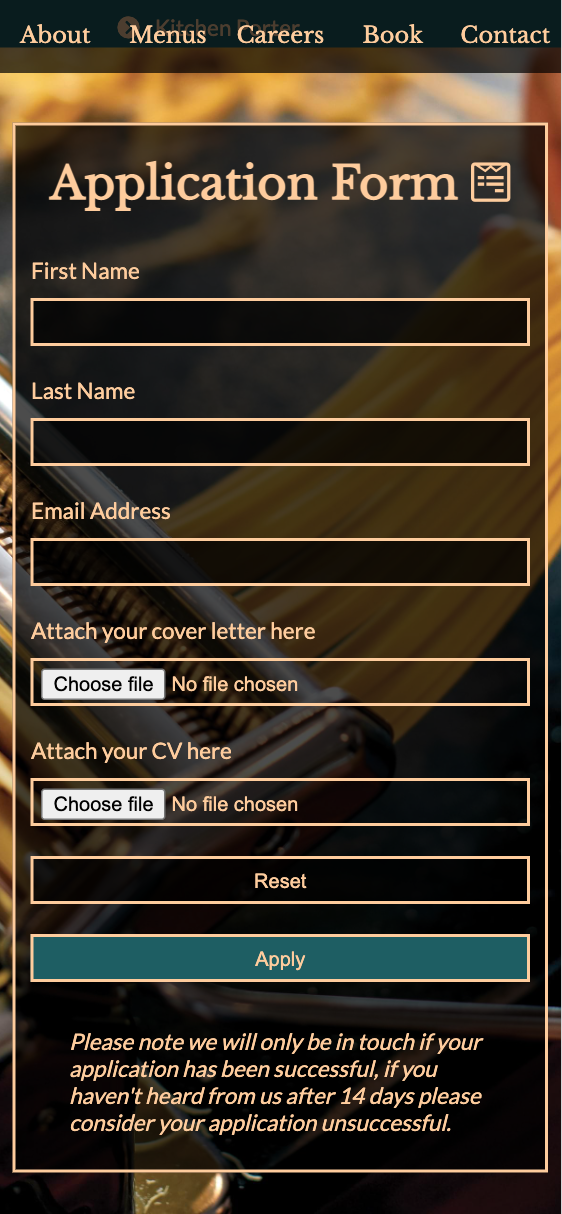 Kitchen Porter
About Menus Careers Book Contact
Application Form
First Name
Last Name
Email Address
Attach your cover letter here
Choose file No file chosen
Attach your CV here
Choose file No file chosen
Reset
Apply
Please note we will only be in touch if your
application has been successful, if you
haven't heard from us after 14 days please
consider your application unsuccessful.